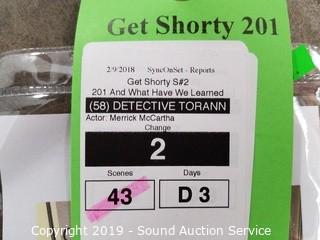 Get Shorty 201
2/9/2018 SyncOnSet - Reports
Get Shorty S#2
201 And What Have We Learned
(58) DETECTIVE TORANN
Actor: Merrick McCartha
Change
2
Scenes Days
43 D 3
Copyright 2019 - Sound Auction Service